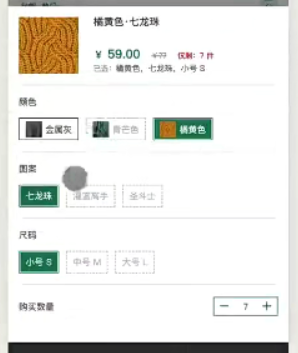 橘黄色·七龙珠
¥ 59.00 仅剩: 7 件
已选: 橘黄色, 七龙珠, 小号 S
颜色
金属灰 青芒色 橘黄色
图案
七龙珠 灌篮高手 圣斗士
尺码
小号 S 中号 M 大号 L
购买数量 − 7 +